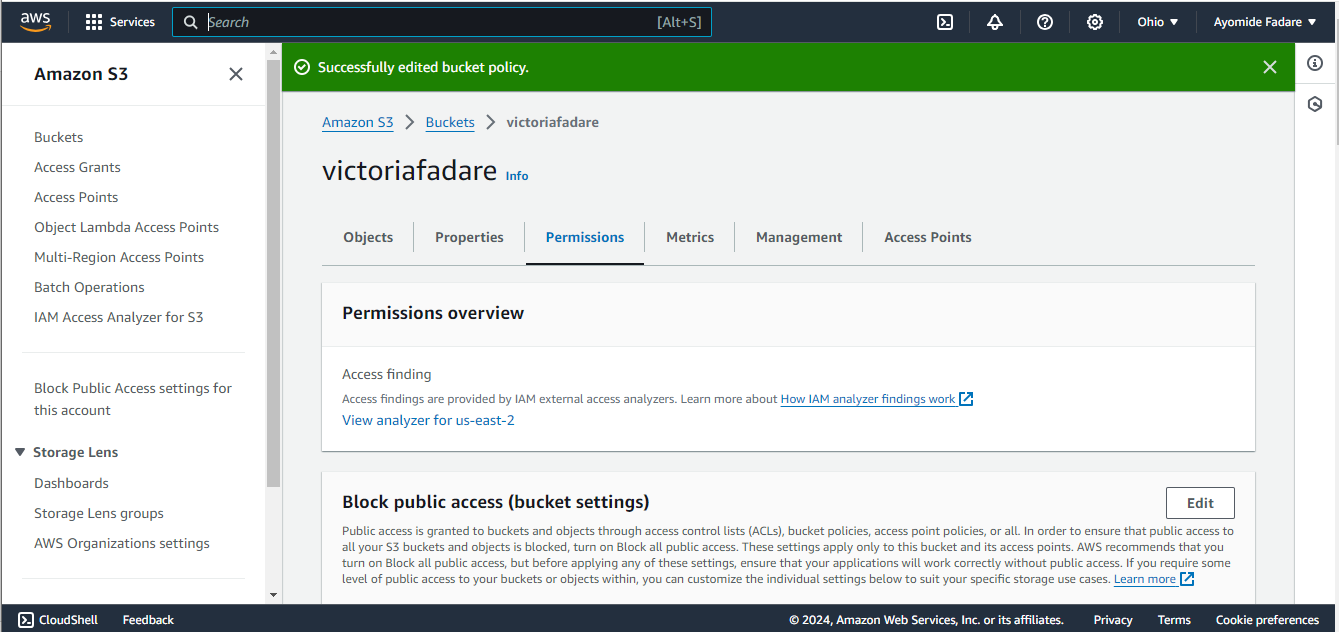 aws
Services
Search
[Alt+S]
Ohio
Ayomide Fadare
Amazon S3
Buckets
Access Grants
Access Points
Object Lambda Access Points
Multi-Region Access Points
Batch Operations
IAM Access Analyzer for S3
Block Public Access settings for
this account
Storage Lens
Dashboards
Storage Lens groups
AWS Organizations settings
Successfully edited bucket policy.
Amazon S3 > Buckets > victoriafadare
victoriafadare Info
Objects
Properties
Permissions
Metrics
Management
Access Points
Permissions overview
Access finding
Access findings are provided by IAM external access analyzers. Learn more about How IAM analyzer findings work
View analyzer for us-east-2
Block public access (bucket settings)
Edit
Public access is granted to buckets and objects through access control lists (ACLs), bucket policies, access point policies, or all. In order to ensure that public access to
all your S3 buckets and objects is blocked, turn on Block all public access. These settings apply only to this bucket and its access points. AWS recommends that you
turn on Block all public access, but before applying any of these settings, ensure that your applications will work correctly without public access. If you require some
level of public access to your buckets or objects within, you can customize the individual settings below to suit your specific storage use cases. Learn more
CloudShell
Feedback
© 2024, Amazon Web Services, Inc. or its affiliates.
Privacy
Terms
Cookie preferences